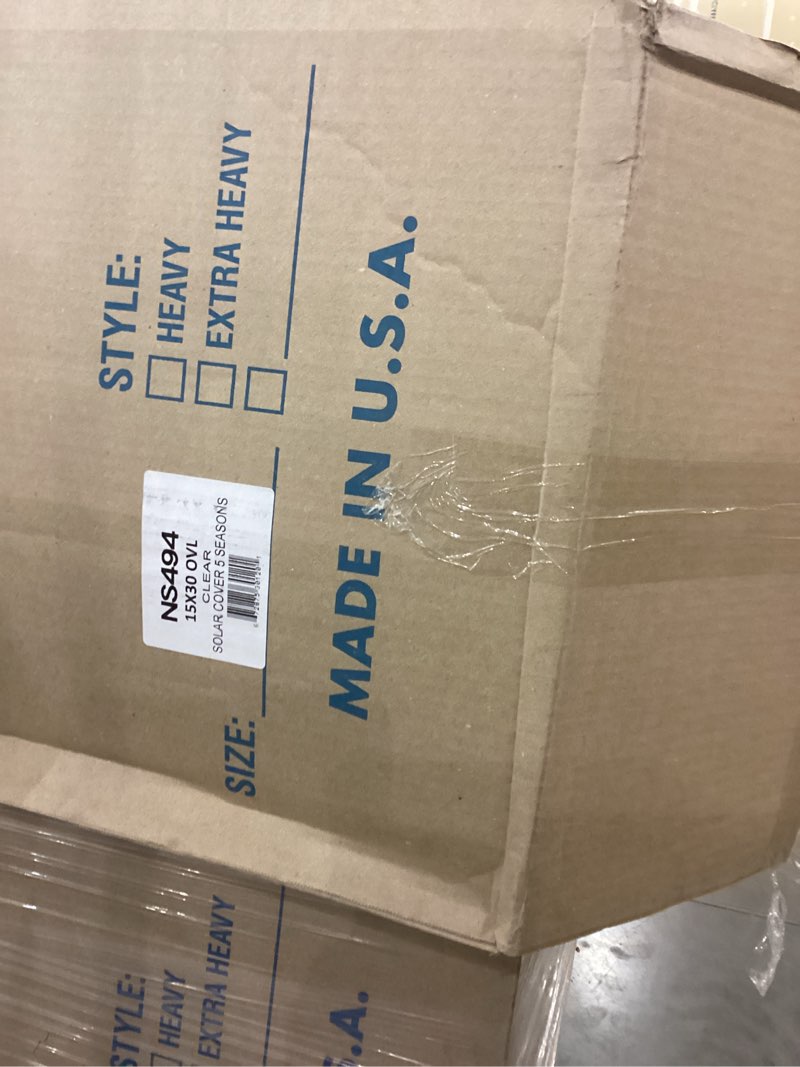 STYLE:
HEAVY
EXTRA HEAVY
NS494
15X30 OVL
CLEAR
SOLAR COVER 5 SEASONS
SIZE:
MADE IN U.S.A.
STYLE:
HEAVY
EXTRA HEAVY
.A.